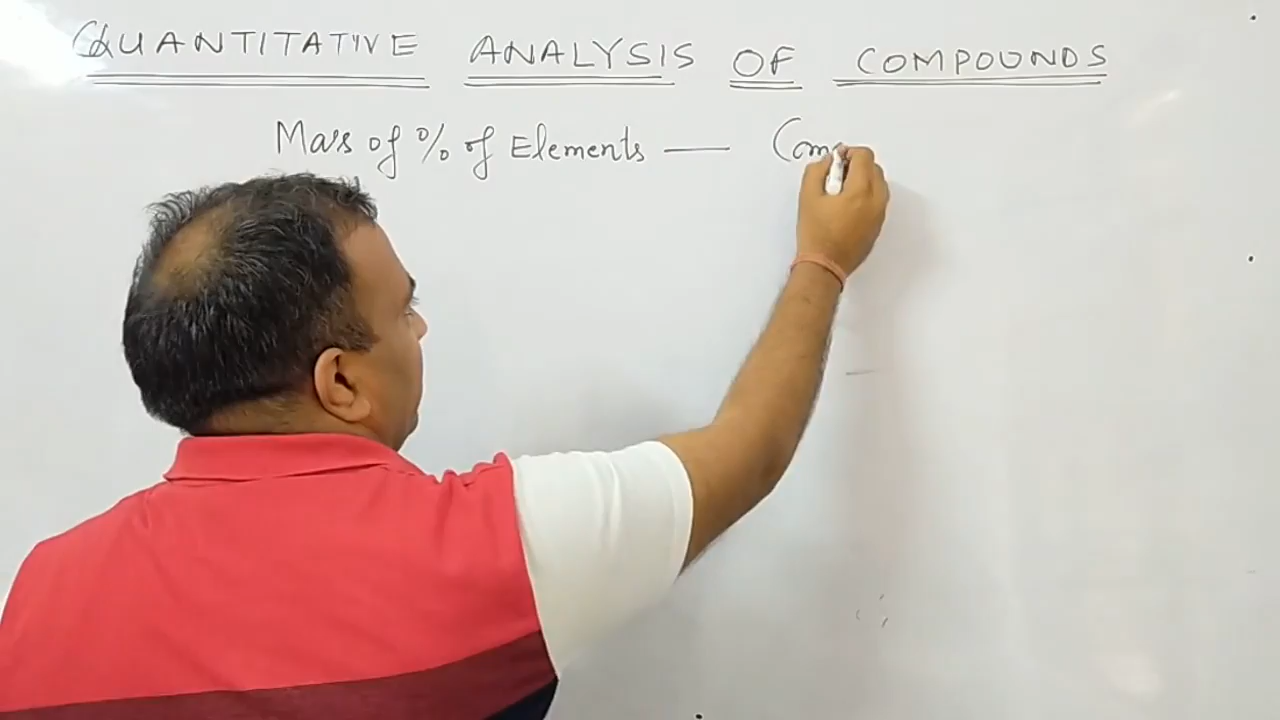 QUANTITATIVE ANALYSIS OF COMPOUNDS
Mass of % of Elements — Com